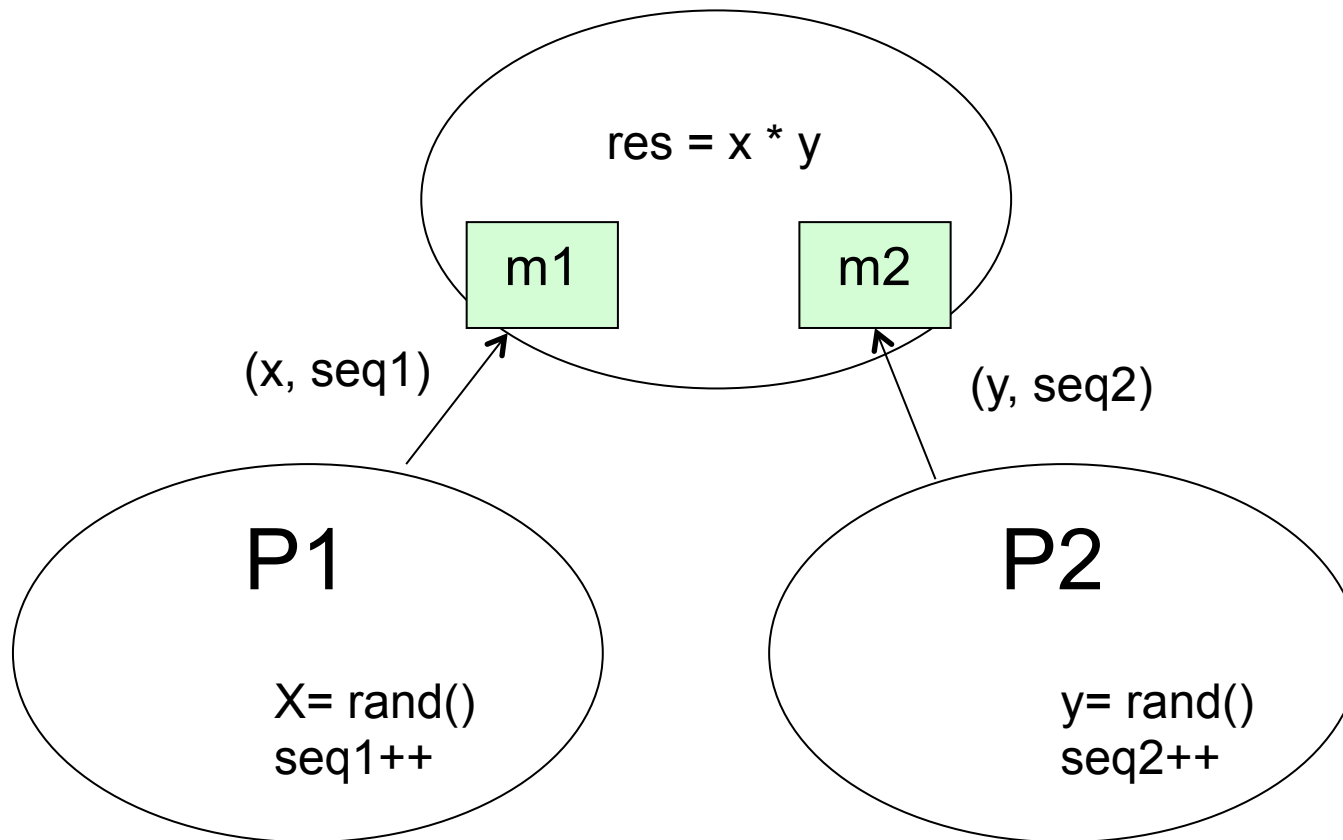 res = x * y
m1
m2
(x, seq1)
(y, seq2)
P1
P2
X= rand()
seq1++
y= rand()
seq2++